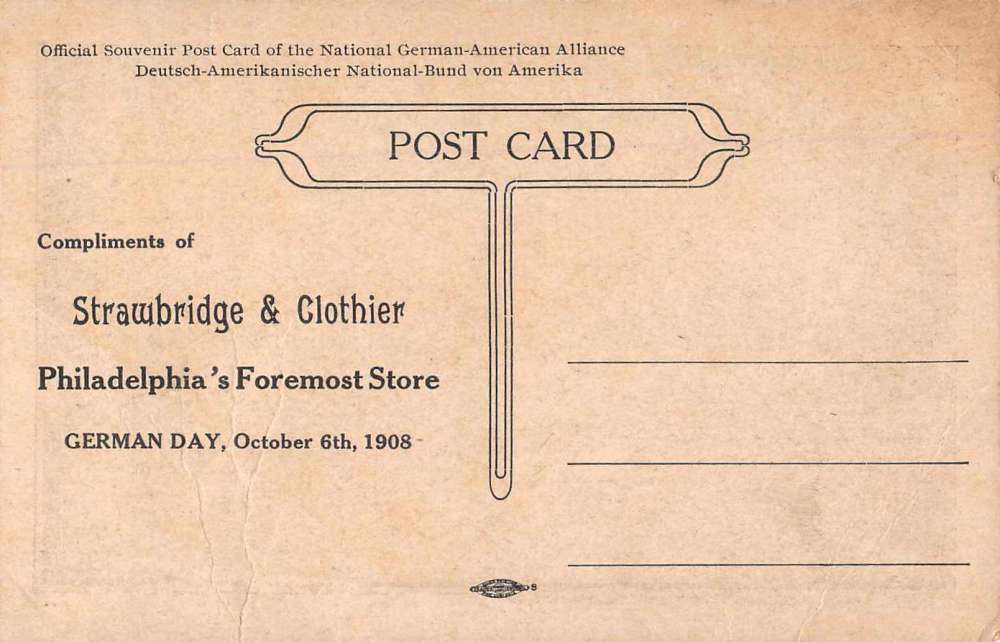 Official Souvenir Post Card of the National German-American Alliance
Deutsch-Amerikanischer National-Bund von Amerika
POST CARD
Compliments of
Strawbridge & Clothier
Philadelphia's Foremost Store
GERMAN DAY, October 6th, 1908
8